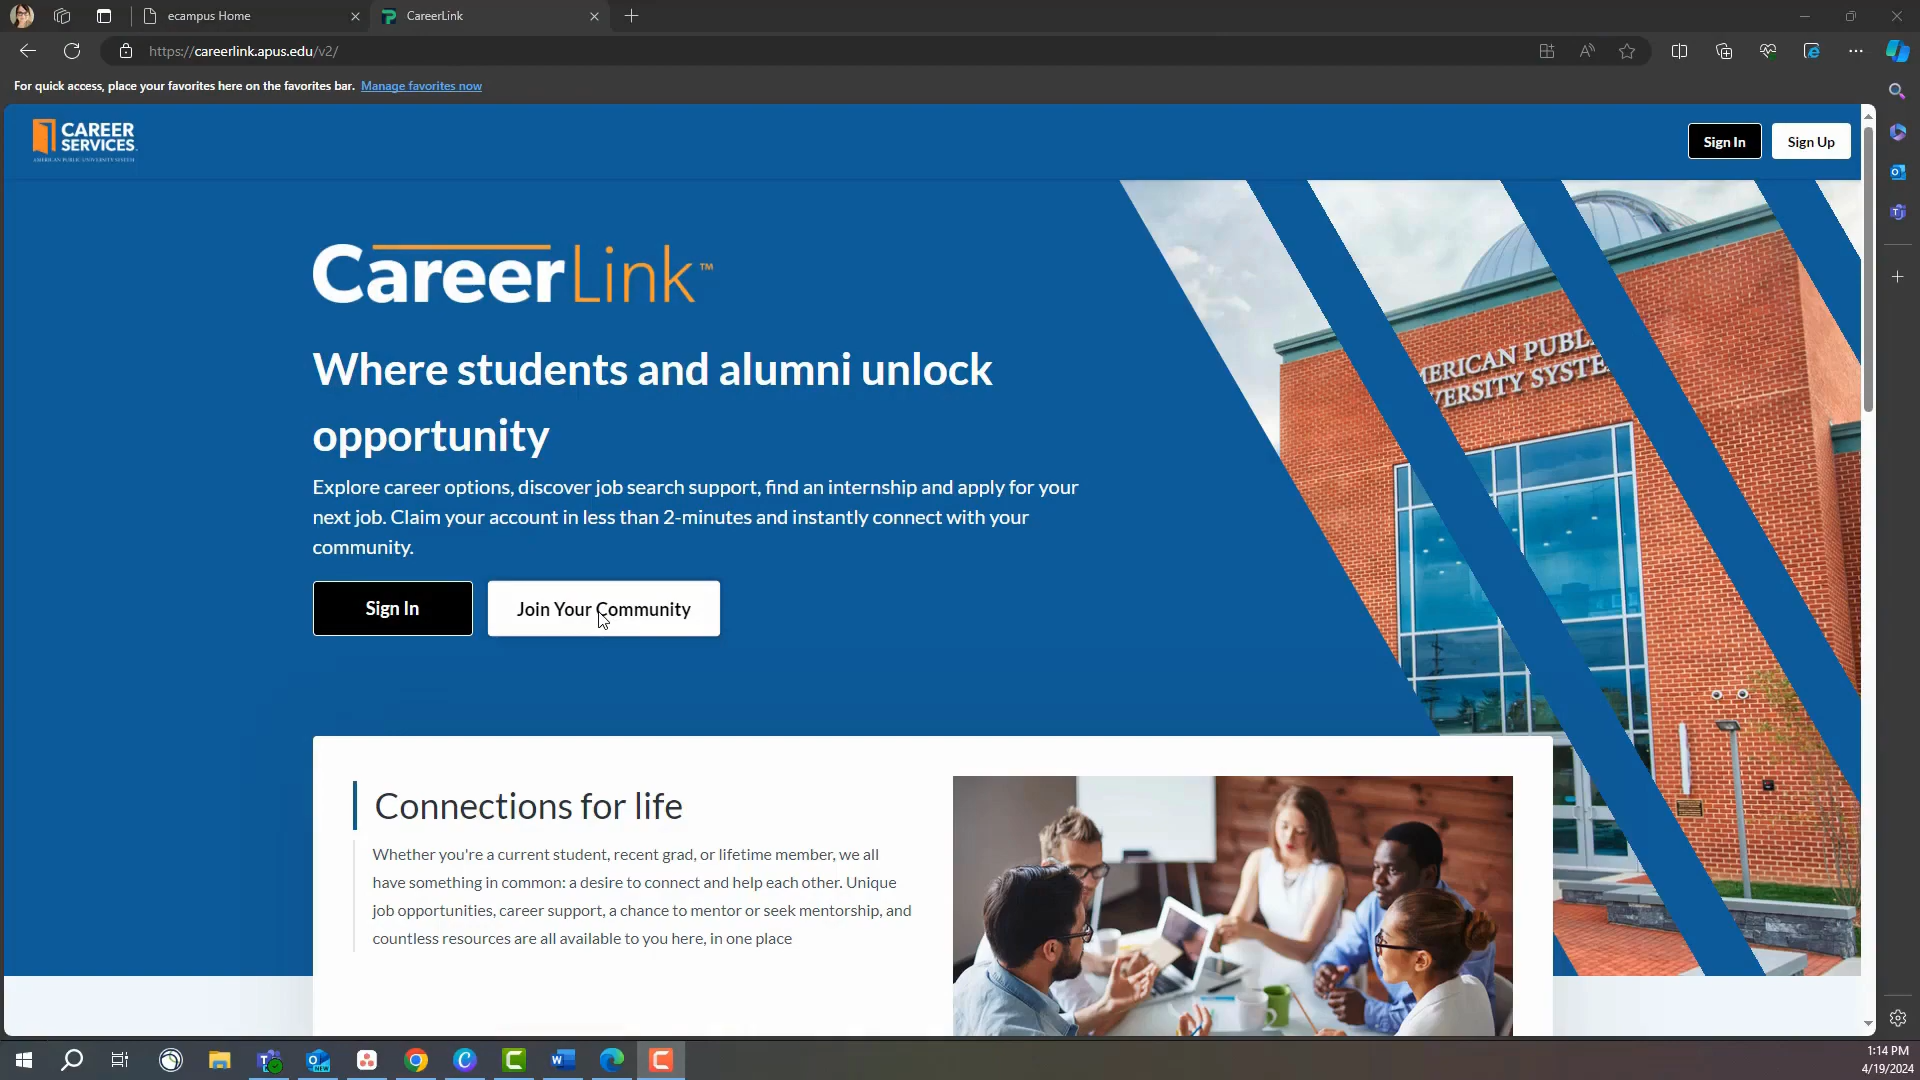 ecampus Home
CareerLink
https://careerlink.apus.edu/v2/
For quick access, place your favorites here on the favorites bar. Manage favorites now
CAREER
SERVICES
AMERICAN PUBLIC UNIVERSITY SYSTEM
Sign In
Sign Up
CareerLink™
Where students and alumni unlock
opportunity
Explore career options, discover job search support, find an internship and apply for your
next job. Claim your account in less than 2-minutes and instantly connect with your
community.
Sign In
Join Your Community
MERICAN PUBL
VERSITY SYSTE
Connections for life
Whether you're a current student, recent grad, or lifetime member, we all
have something in common: a desire to connect and help each other. Unique
job opportunities, career support, a chance to mentor or seek mentorship, and
countless resources are all available to you here, in one place
1:14 PM
4/19/2024